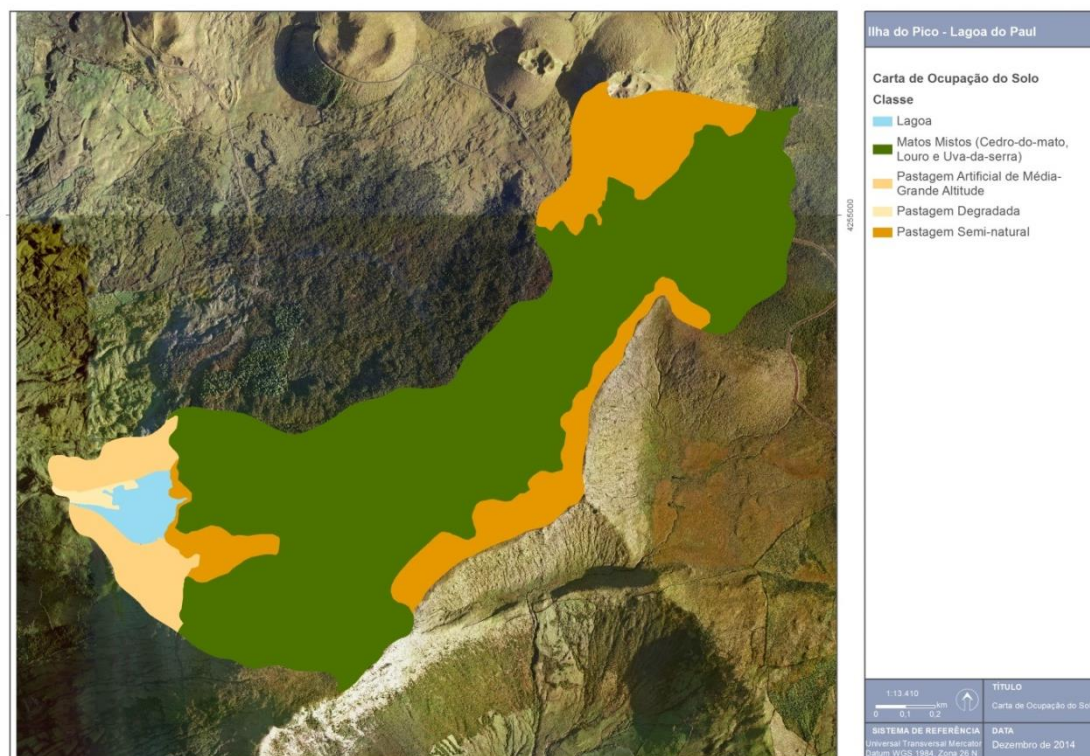 Ilha do Pico - Lagoa do Paul
Carta de Ocupação do Solo
Classe
Lagoa
Matos Mistos (Cedro-do-mato,
Louro e Uva-da-serra)
Pastagem Artificial de Média-
Grande Altitude
Pastagem Degradada
Pastagem Semi-natural
4255000
1:13.410
km
0 0,1 0,2
TÍTULO
Carta de Ocupação do So
SISTEMA DE REFERÊNCIA
Universal Transversal Mercator
Datum WGS 1984, Zona 26 N
DATA
Dezembro de 2014